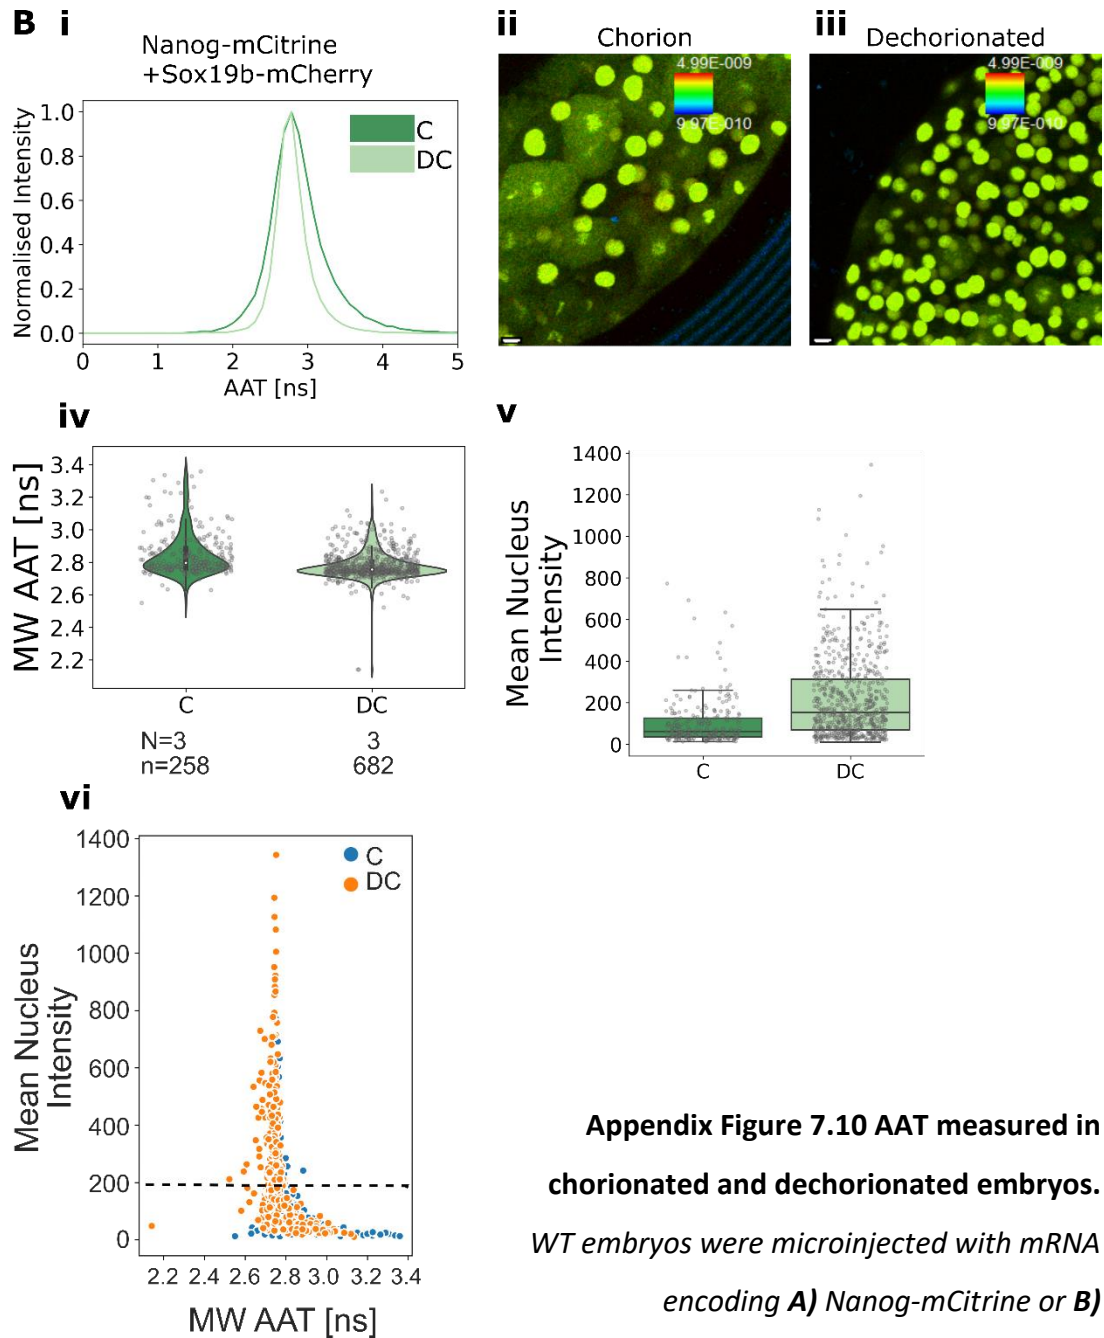 B i
Nanog-mCitrine
+Sox19b-mCherry
Normalised Intensity
1.0
0.8
0.6
0.4
0.2
0.0
C
DC
0 1 2 3 4 5
AAT [ns]
ii
Chorion
4.99E-009
9.97E-010
iii
Dechorionated
4.99E-009
9.97E-010
iv
MW AAT [ns]
3.4
3.2
3.0
2.8
2.6
2.4
2.2
C DC
N=3 3
n=258 682
v
Mean Nucleus
Intensity
1400
1200
1000
800
600
400
200
0
C DC
vi
Mean Nucleus
Intensity
1400
1200
1000
800
600
400
200
0
C
DC
2.2 2.4 2.6 2.8 3.0 3.2 3.4
MW AAT [ns]
Appendix Figure 7.10 AAT measured in
chorionated and dechorionated embryos.
WT embryos were microinjected with mRNA
encoding A) Nanog-mCitrine or B)